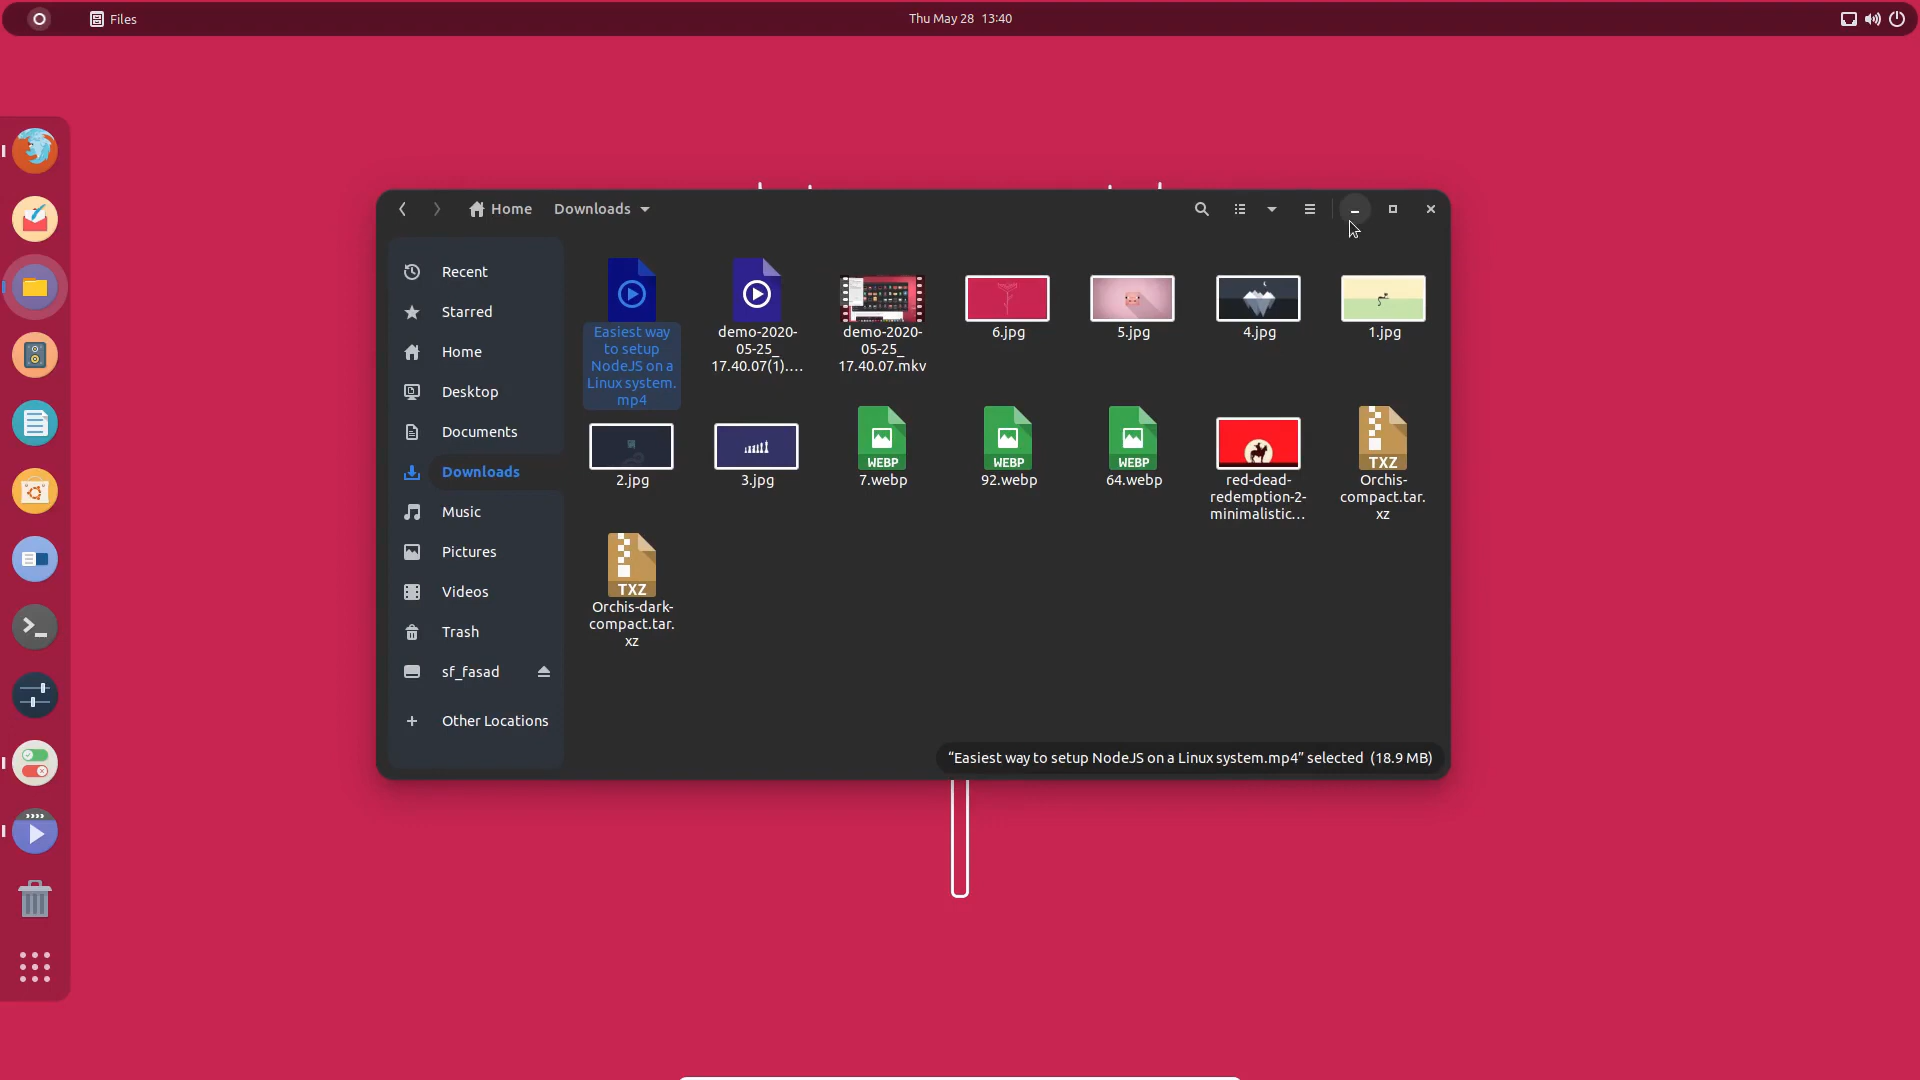 Files
Thu May 28 13:40
Home
Downloads
Recent
Starred
Home
Desktop
Documents
Downloads
Music
Pictures
Videos
Trash
sf_fasad
Other Locations
Easiest way
to setup
NodeJS on a
Linux system.
mp4
demo-2020-
05-25_
17.40.07(1)....
demo-2020-
05-25_
17.40.07.mkv
6.jpg
5.jpg
4.jpg
1.jpg
2.jpg
3.jpg
WEBP
7.webp
WEBP
92.webp
WEBP
64.webp
red-dead-
redemption-2-
minimalistic...
TXZ
Orchis-
compact.tar.
xz
TXZ
Orchis-dark-
compact.tar.
xz
“Easiest way to setup NodeJS on a Linux system.mp4” selected (18.9 MB)